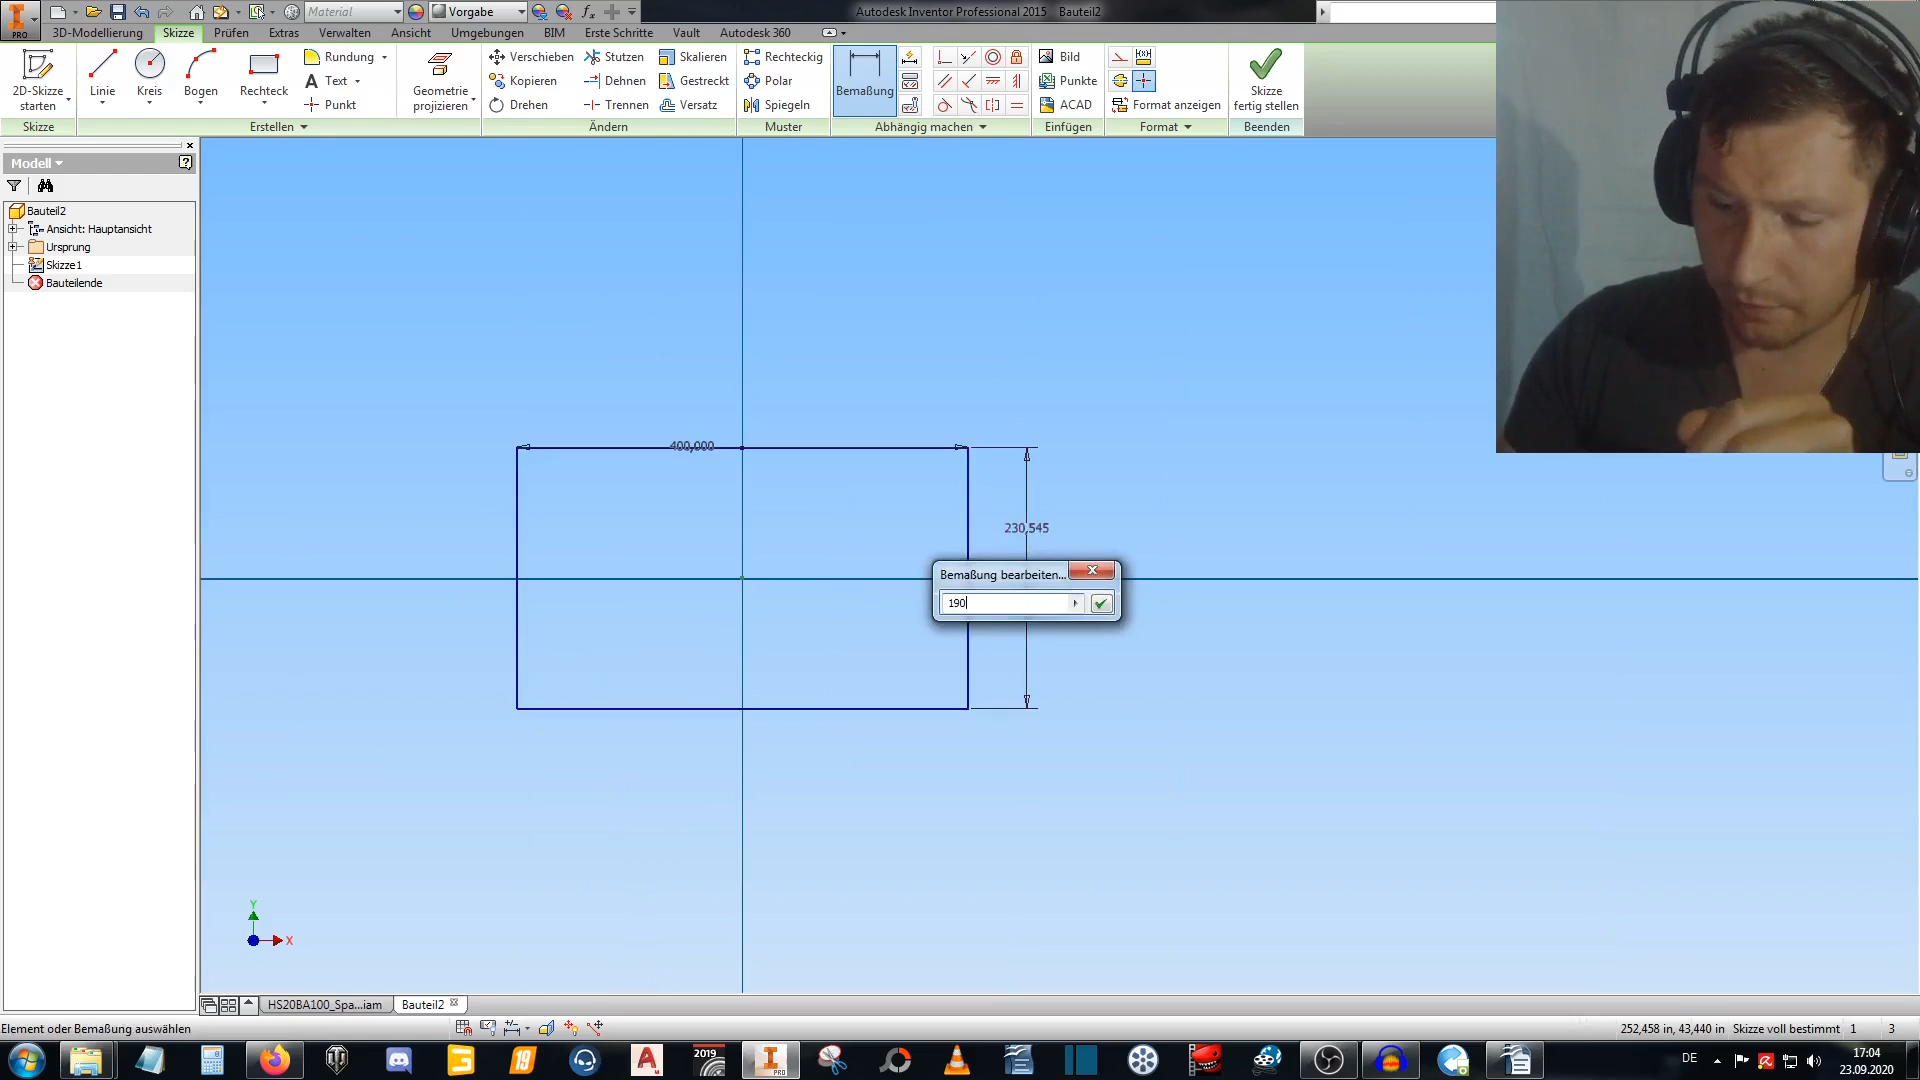 Material
Vorgabe
Autodesk Inventor Professional 2015 Bauteil2
PRO
3D-Modellierung Skizze Prüfen Extras Verwalten Ansicht Umgebungen BIM Erste Schritte Vault Autodesk 360
2D-Skizze starten
Linie
Kreis
Bogen
Rechteck
Rundung
Text
Punkt
Geometrie projizieren
Verschieben
Kopieren
Drehen
Stutzen
Dehnen
Trennen
Skalieren
Gestreckt
Versatz
Rechteckig
Polar
Spiegeln
Bemaßung
Bild
Punkte
ACAD
Format anzeigen
Skizze fertig stellen
Skizze
Erstellen
Ändern
Muster
Abhängig machen
Einfügen
Format
Beenden
Modell
Bauteil2
Ansicht: Hauptansicht
Ursprung
Skizze1
Bauteilende
400,000
230,545
Bemaßung bearbeiten...
190
Y
X
HS20BA100_Spa...iam
Bauteil2
Element oder Bemaßung auswählen
252,458 in, 43,440 in Skizze voll bestimmt 1 3
19
2019
PRO
DE
17:04
23.09.2020